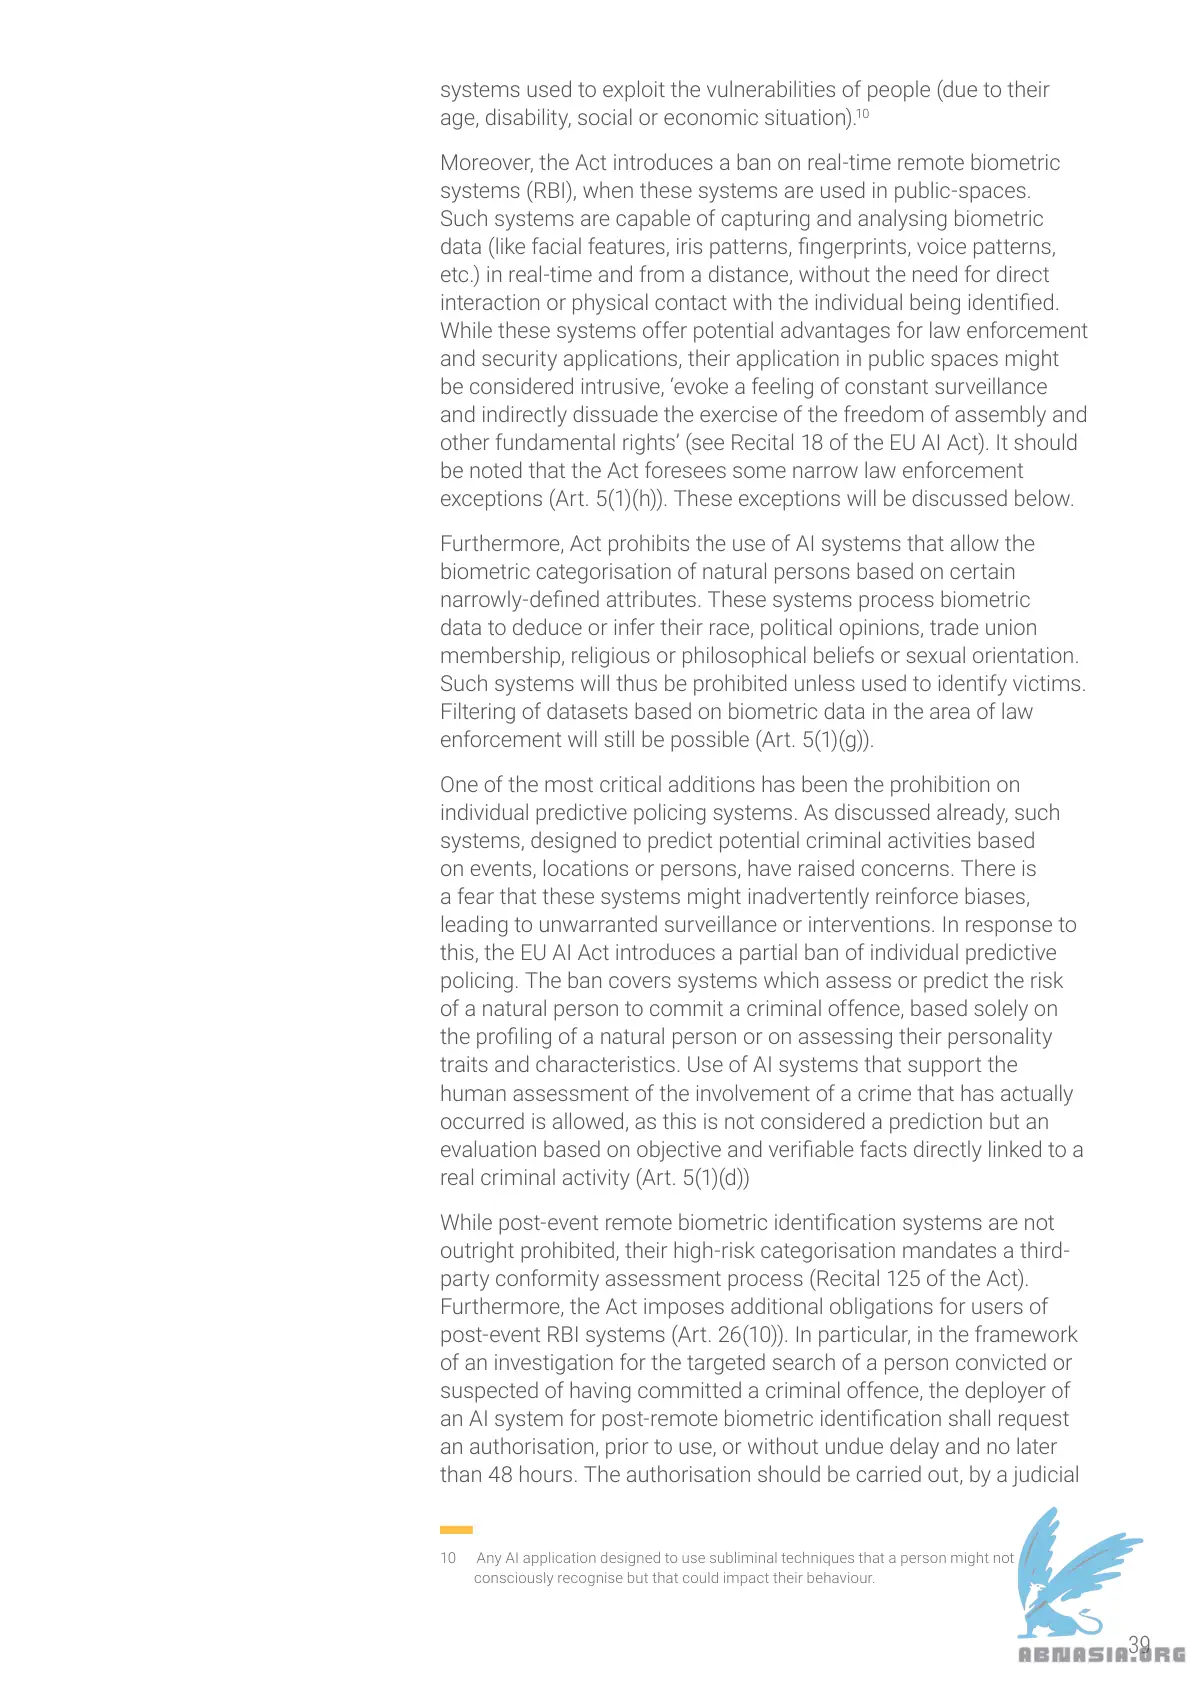 systems used to exploit the vulnerabilities of people (due to their
age, disability, social or economic situation).10
Moreover, the Act introduces a ban on real-time remote biometric
systems (RBI), when these systems are used in public-spaces.
Such systems are capable of capturing and analysing biometric
data (like facial features, iris patterns, fingerprints, voice patterns,
etc.) in real-time and from a distance, without the need for direct
interaction or physical contact with the individual being identified.
While these systems offer potential advantages for law enforcement
and security applications, their application in public spaces might
be considered intrusive, ‘evoke a feeling of constant surveillance
and indirectly dissuade the exercise of the freedom of assembly and
other fundamental rights’ (see Recital 18 of the EU AI Act). It should
be noted that the Act foresees some narrow law enforcement
exceptions (Art. 5(1)(h)). These exceptions will be discussed below.
Furthermore, Act prohibits the use of AI systems that allow the
biometric categorisation of natural persons based on certain
narrowly-defined attributes. These systems process biometric
data to deduce or infer their race, political opinions, trade union
membership, religious or philosophical beliefs or sexual orientation.
Such systems will thus be prohibited unless used to identify victims.
Filtering of datasets based on biometric data in the area of law
enforcement will still be possible (Art. 5(1)(g)).
One of the most critical additions has been the prohibition on
individual predictive policing systems. As discussed already, such
systems, designed to predict potential criminal activities based
on events, locations or persons, have raised concerns. There is
a fear that these systems might inadvertently reinforce biases,
leading to unwarranted surveillance or interventions. In response to
this, the EU AI Act introduces a partial ban of individual predictive
policing. The ban covers systems which assess or predict the risk
of a natural person to commit a criminal offence, based solely on
the profiling of a natural person or on assessing their personality
traits and characteristics. Use of AI systems that support the
human assessment of the involvement of a crime that has actually
occurred is allowed, as this is not considered a prediction but an
evaluation based on objective and verifiable facts directly linked to a
real criminal activity (Art. 5(1)(d))
While post-event remote biometric identification systems are not
outright prohibited, their high-risk categorisation mandates a third-
party conformity assessment process (Recital 125 of the Act).
Furthermore, the Act imposes additional obligations for users of
post-event RBI systems (Art. 26(10)). In particular, in the framework
of an investigation for the targeted search of a person convicted or
suspected of having committed a criminal offence, the deployer of
an AI system for post-remote biometric identification shall request
an authorisation, prior to use, or without undue delay and no later
than 48 hours. The authorisation should be carried out, by a judicial
10 Any AI application designed to use subliminal techniques that a person might not
consciously recognise but that could impact their behaviour.
39
ABNASIA.ORG